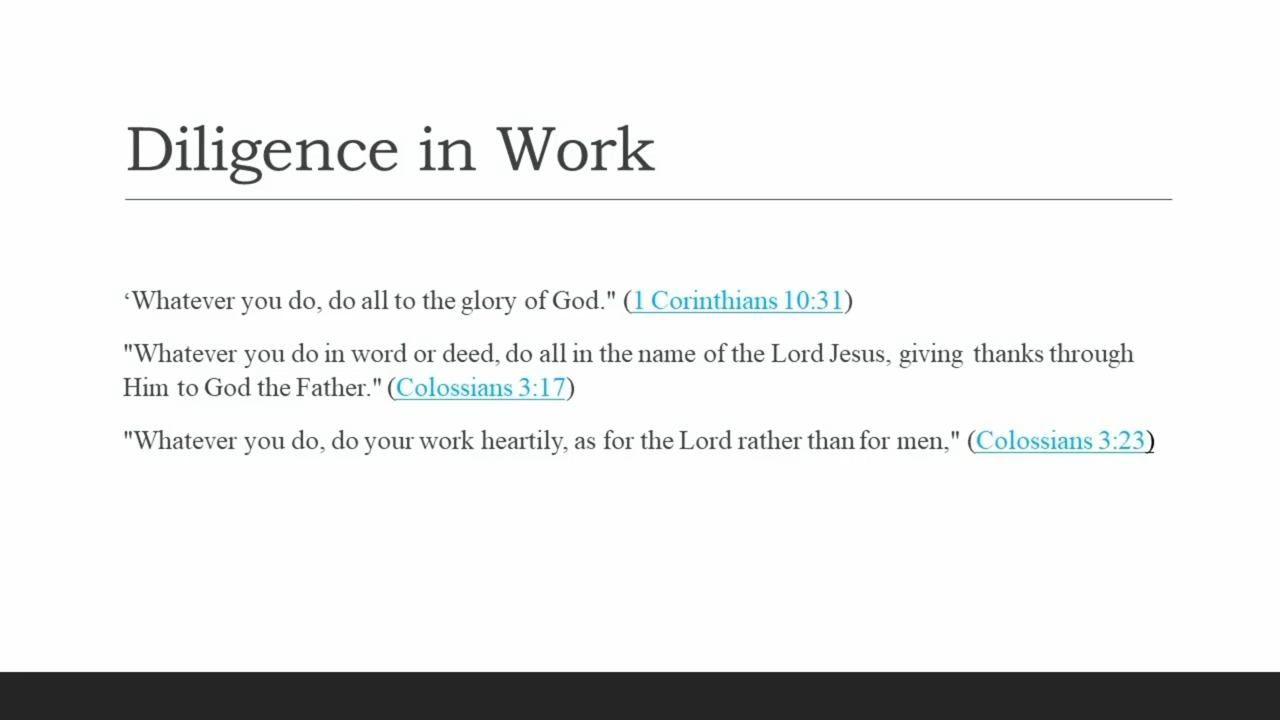 Diligence in Work
‘Whatever you do, do all to the glory of God." (1 Corinthians 10:31)
"Whatever you do in word or deed, do all in the name of the Lord Jesus, giving thanks through
Him to God the Father." (Colossians 3:17)
"Whatever you do, do your work heartily, as for the Lord rather than for men," (Colossians 3:23)